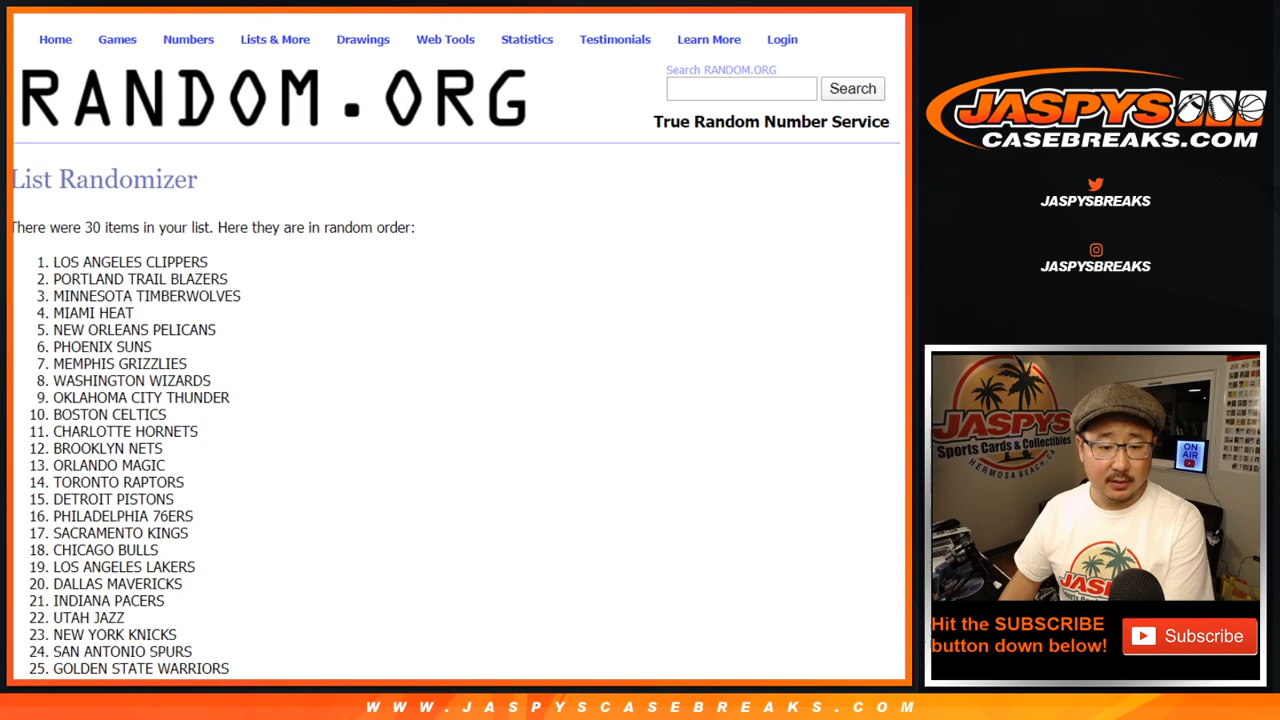 Home Games Numbers Lists & More Drawings Web Tools Statistics Testimonials Learn More Login
RANDOM.ORG
Search RANDOM.ORG
Search
True Random Number Service
List Randomizer
There were 30 items in your list. Here they are in random order:
1. LOS ANGELES CLIPPERS
2. PORTLAND TRAIL BLAZERS
3. MINNESOTA TIMBERWOLVES
4. MIAMI HEAT
5. NEW ORLEANS PELICANS
6. PHOENIX SUNS
7. MEMPHIS GRIZZLIES
8. WASHINGTON WIZARDS
9. OKLAHOMA CITY THUNDER
10. BOSTON CELTICS
11. CHARLOTTE HORNETS
12. BROOKLYN NETS
13. ORLANDO MAGIC
14. TORONTO RAPTORS
15. DETROIT PISTONS
16. PHILADELPHIA 76ERS
17. SACRAMENTO KINGS
18. CHICAGO BULLS
19. LOS ANGELES LAKERS
20. DALLAS MAVERICKS
21. INDIANA PACERS
22. UTAH JAZZ
23. NEW YORK KNICKS
24. SAN ANTONIO SPURS
25. GOLDEN STATE WARRIORS
JASPYS
CASEBREAKS.COM
JASPYSBREAKS
JASPYSBREAKS
JASPYS
Sports Cards & Collectibles
HERMOSA BEACH, CA
ON
AIR
JASPYS
Hit the SUBSCRIBE
button down below!
Subscribe
WWW.JASPYSCASEBREAKS.COM